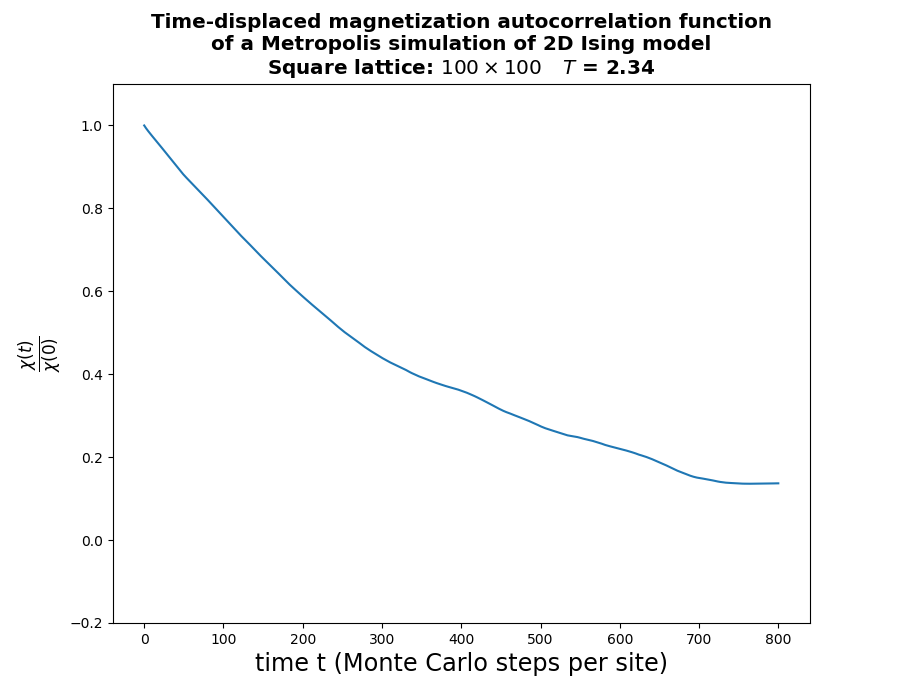 Time-displaced magnetization autocorrelation function
of a Metropolis simulation of 2D Ising model
Square lattice: 100 × 100 T = 2.34
1.0
0.8
0.6
0.4
0.2
0.0
−0.2
χ(t)
χ(0)
0 100 200 300 400 500 600 700 800
time t (Monte Carlo steps per site)